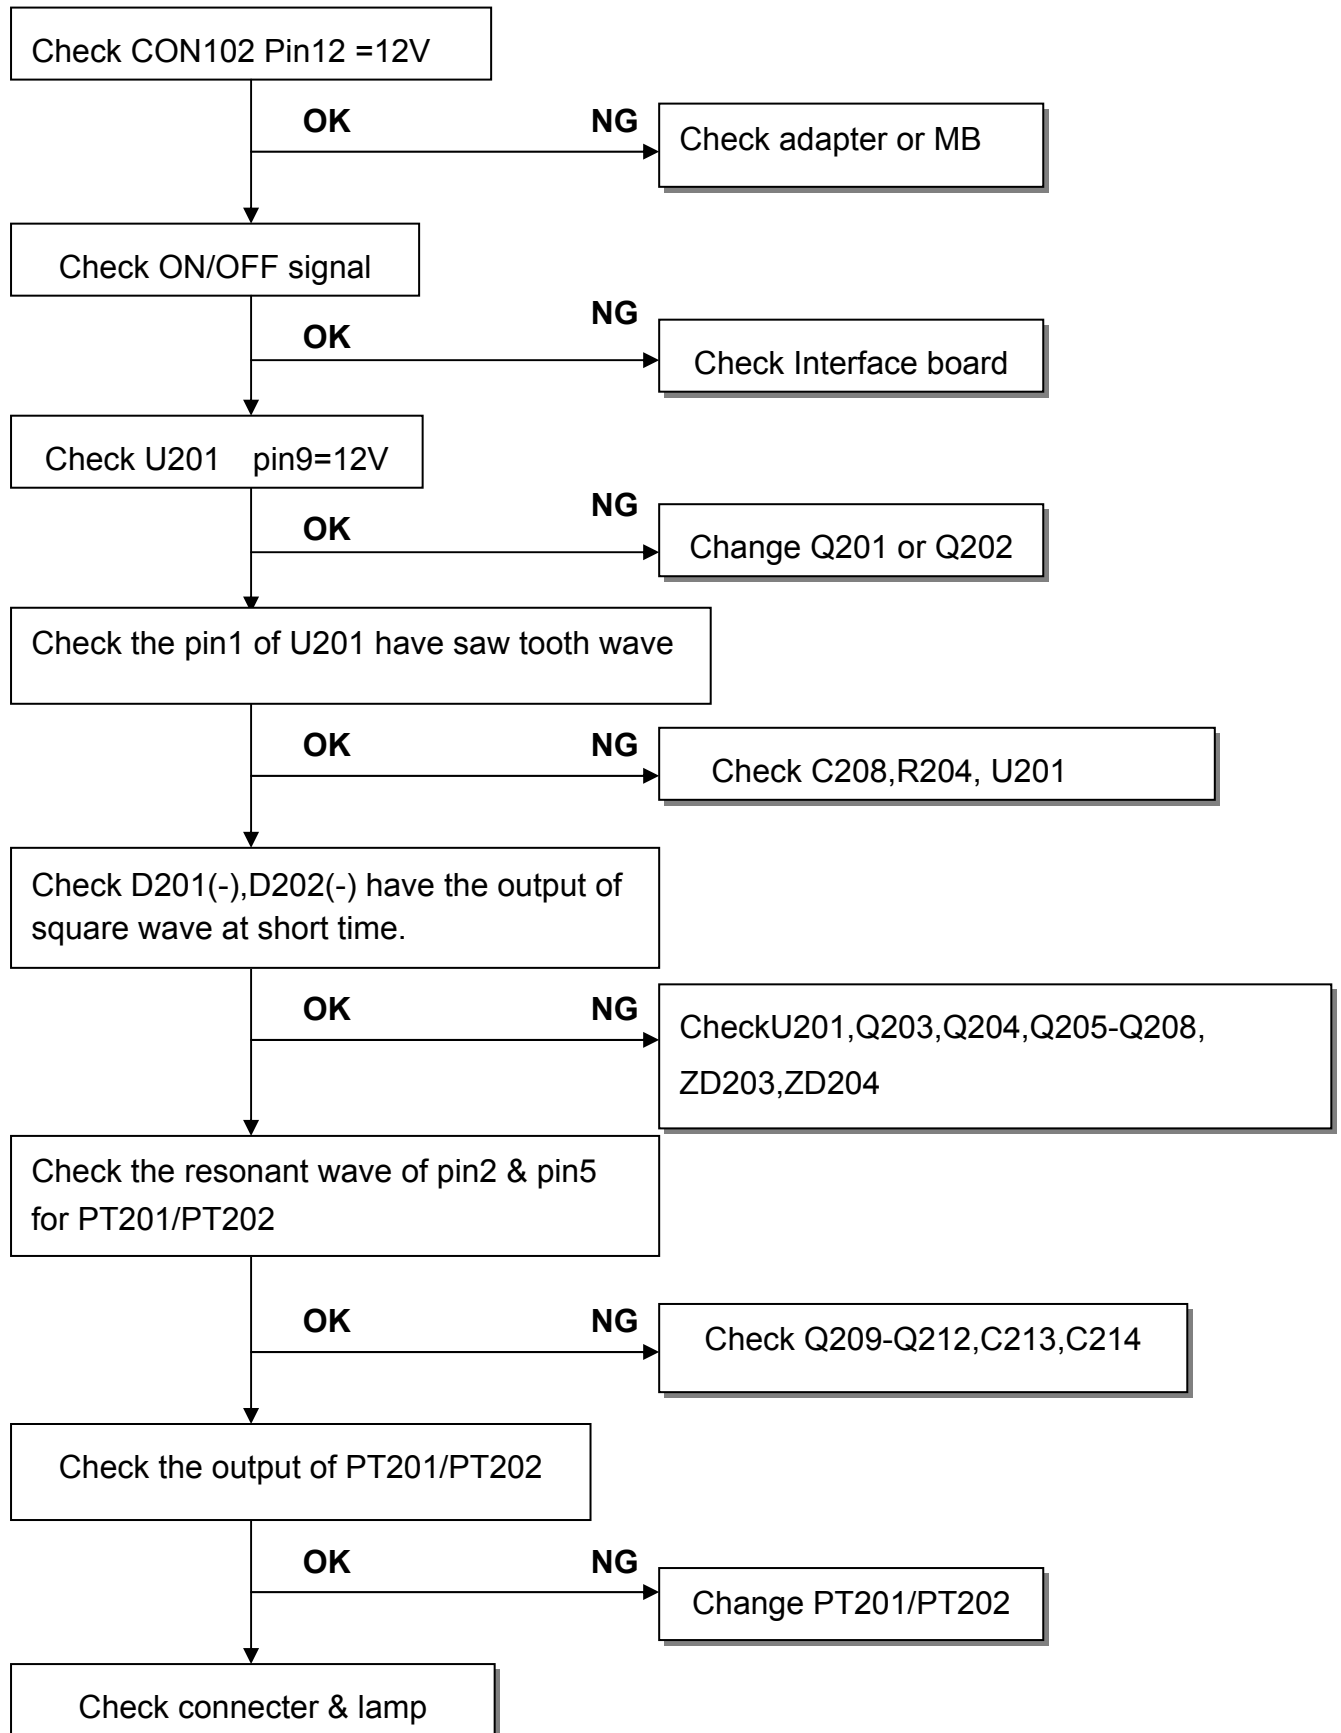 Check CON102 Pin12 =12V
OK NG
Check adapter or MB
Check ON/OFF signal
OK NG
Check Interface board
Check U201 pin9=12V
OK NG
Change Q201 or Q202
Check the pin1 of U201 have saw tooth wave
OK NG
Check C208,R204, U201
Check D201(-),D202(-) have the output of
square wave at short time.
OK NG
CheckU201,Q203,Q204,Q205-Q208,
ZD203,ZD204
Check the resonant wave of pin2 & pin5
for PT201/PT202
OK NG
Check Q209-Q212,C213,C214
Check the output of PT201/PT202
OK NG
Change PT201/PT202
Check connecter & lamp